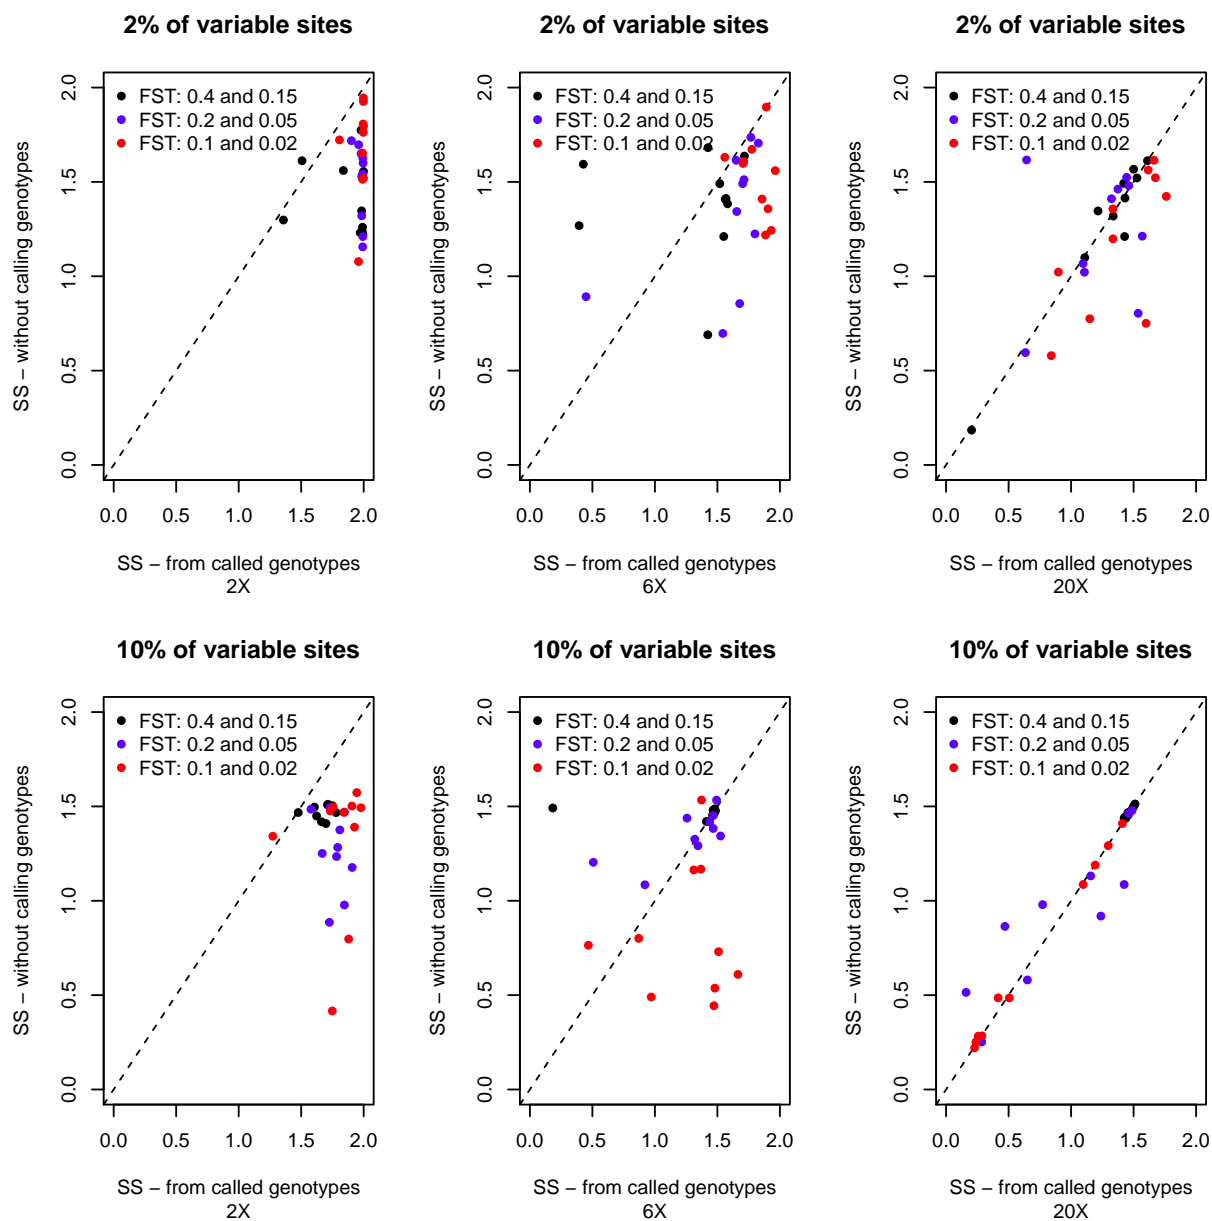 2% of variable sites
SS – without calling genotypes
2.0
1.5
1.0
0.5
0.0
FST: 0.4 and 0.15
FST: 0.2 and 0.05
FST: 0.1 and 0.02
0.0 0.5 1.0 1.5 2.0
SS – from called genotypes
2X
2% of variable sites
SS – without calling genotypes
2.0
1.5
1.0
0.5
0.0
FST: 0.4 and 0.15
FST: 0.2 and 0.05
FST: 0.1 and 0.02
0.0 0.5 1.0 1.5 2.0
SS – from called genotypes
6X
2% of variable sites
SS – without calling genotypes
2.0
1.5
1.0
0.5
0.0
FST: 0.4 and 0.15
FST: 0.2 and 0.05
FST: 0.1 and 0.02
0.0 0.5 1.0 1.5 2.0
SS – from called genotypes
20X
10% of variable sites
SS – without calling genotypes
2.0
1.5
1.0
0.5
0.0
FST: 0.4 and 0.15
FST: 0.2 and 0.05
FST: 0.1 and 0.02
0.0 0.5 1.0 1.5 2.0
SS – from called genotypes
2X
10% of variable sites
SS – without calling genotypes
2.0
1.5
1.0
0.5
0.0
FST: 0.4 and 0.15
FST: 0.2 and 0.05
FST: 0.1 and 0.02
0.0 0.5 1.0 1.5 2.0
SS – from called genotypes
6X
10% of variable sites
SS – without calling genotypes
2.0
1.5
1.0
0.5
0.0
FST: 0.4 and 0.15
FST: 0.2 and 0.05
FST: 0.1 and 0.02
0.0 0.5 1.0 1.5 2.0
SS – from called genotypes
20X